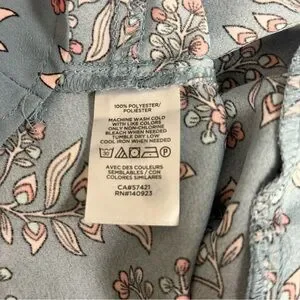 100% POLYESTER/
POLIESTER
MACHINE WASH COLD
WITH LIKE COLORS
ONLY NON-CHLORINE
BLEACH WHEN NEEDED
TUMBLE DRY LOW
COOL IRON WHEN NEEDED
AVEC DES COULEURS
SEMBLABLES / CON
COLORES SIMILARES
CA#57421
RN#140923